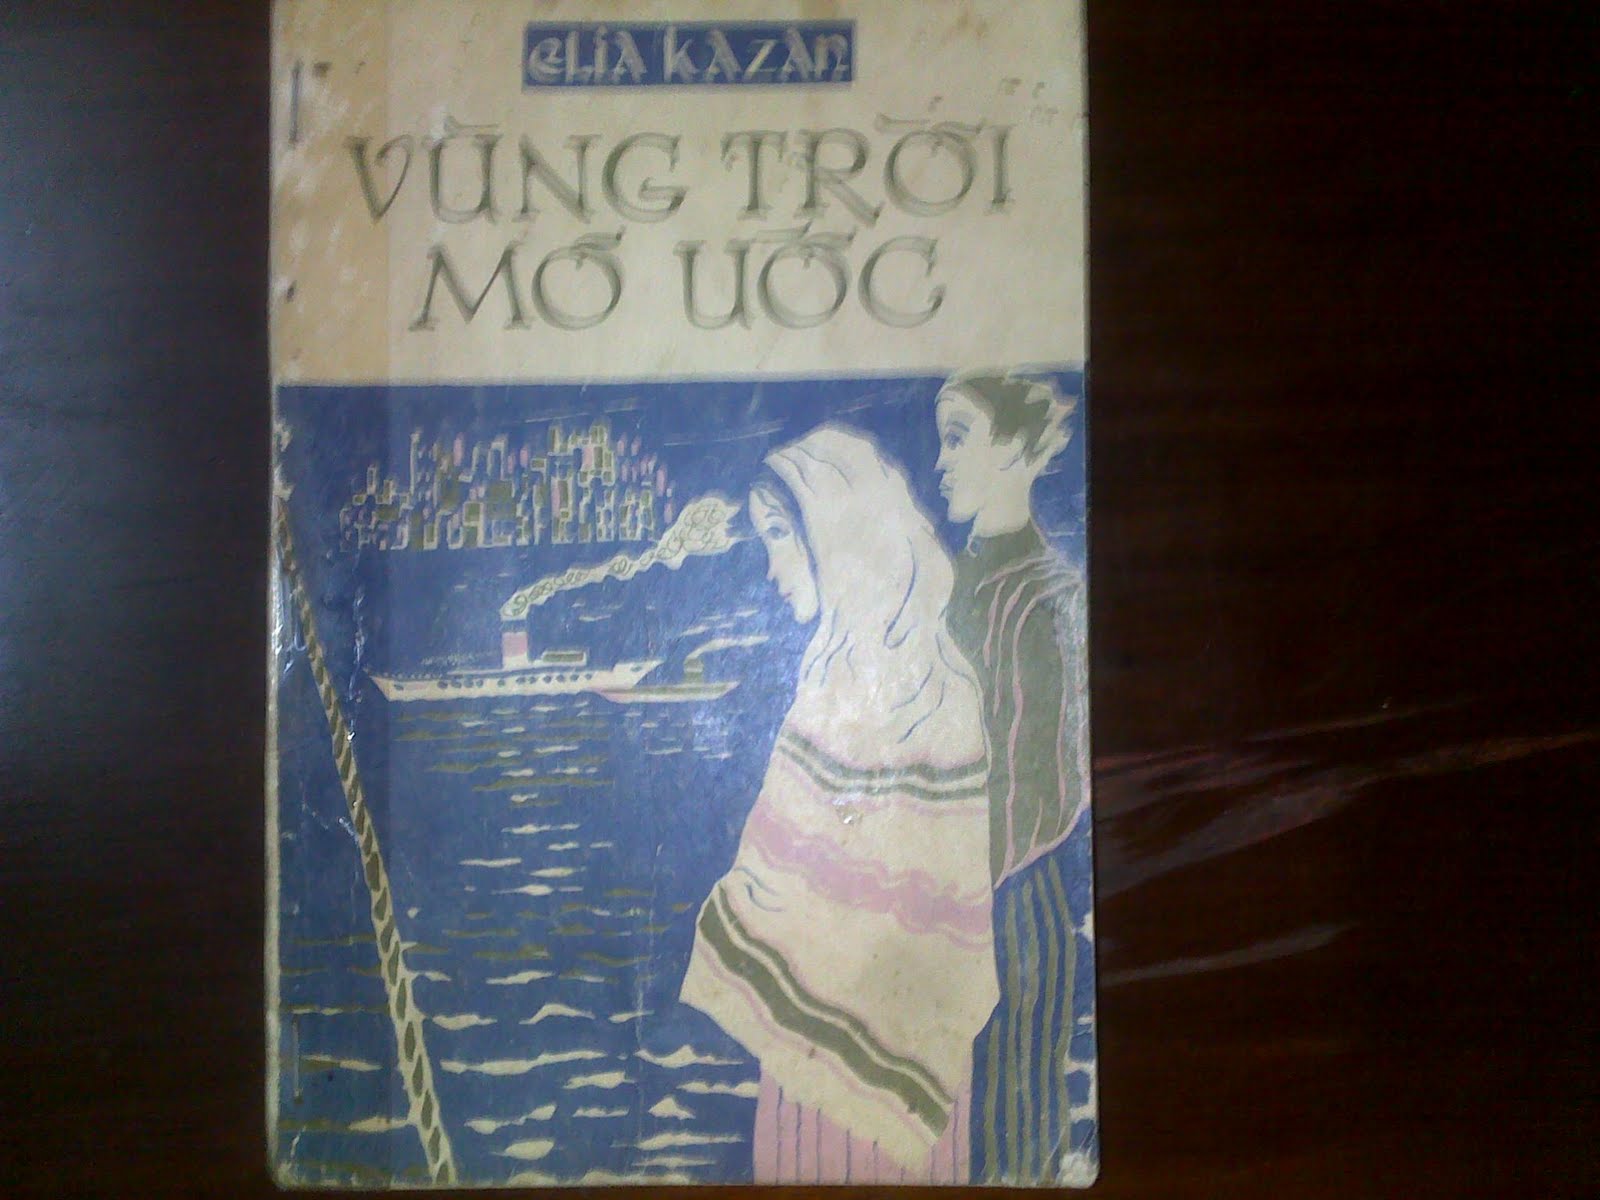 ELIA KAZAN
VÙNG TRỜI
MƠ ƯỚC